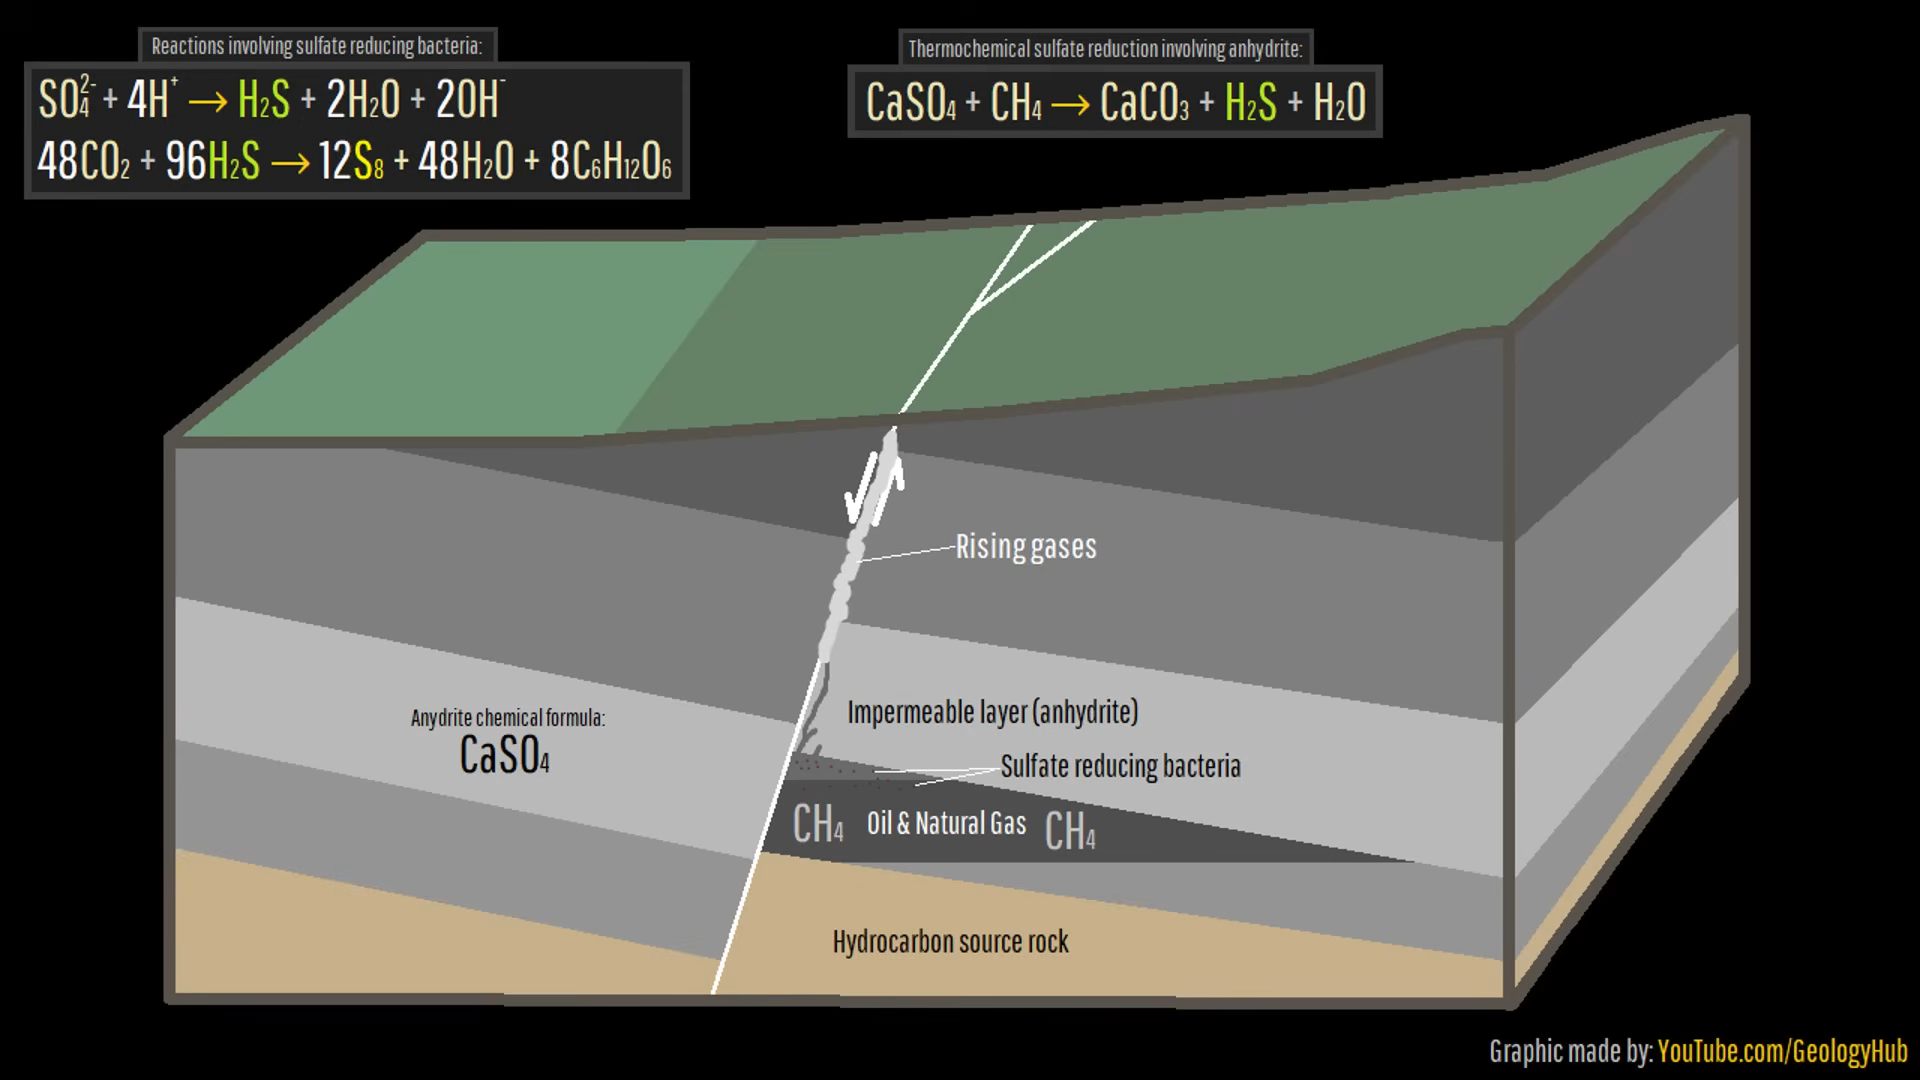 Reactions involving sulfate reducing bacteria:
SO₄²⁻ + 4H⁺ → H₂S + 2H₂O + 2OH⁻
48CO₂ + 96H₂S → 12S₈ + 48H₂O + 8C₆H₁₂O₆
Thermochemical sulfate reduction involving anhydrite:
CaSO₄ + CH₄ → CaCO₃ + H₂S + H₂O
Rising gases
Anydrite chemical formula:
CaSO₄
Impermeable layer (anhydrite)
Sulfate reducing bacteria
CH₄ Oil & Natural Gas CH₄
Hydrocarbon source rock
Graphic made by: YouTube.com/GeologyHub